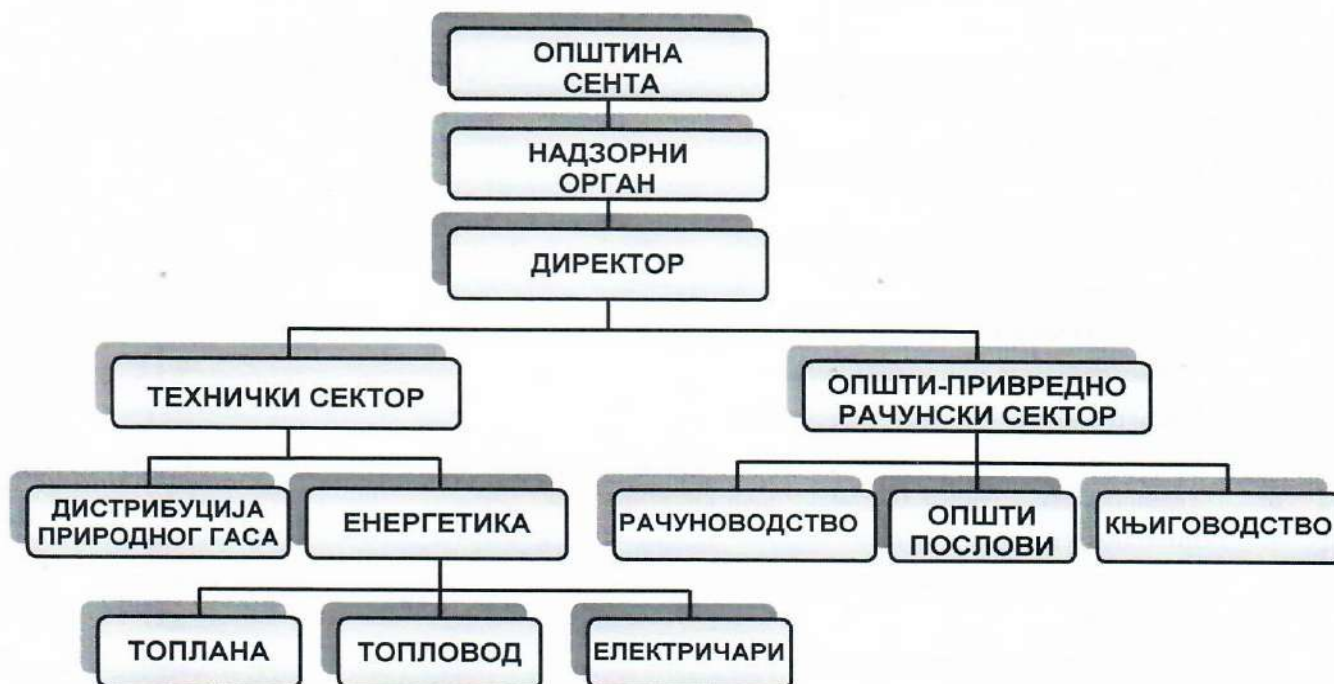 ОПШТИНА
СЕНТА
НАДЗОРНИ
ОРГАН
ДИРЕКТОР
ТЕХНИЧКИ СЕКТОР
ОПШТИ-ПРИВРЕДНО
РАЧУНСКИ СЕКТОР
ДИСТРИБУЦИЈА
ПРИРОДНОГ ГАСА
ЕНЕРГЕТИКА
РАЧУНОВОДСТВО
ОПШТИ
ПОСЛОВИ
КЊИГОВОДСТВО
ТОПЛАНА
ТОПЛОВОД
ЕЛЕКТРИЧАРИ